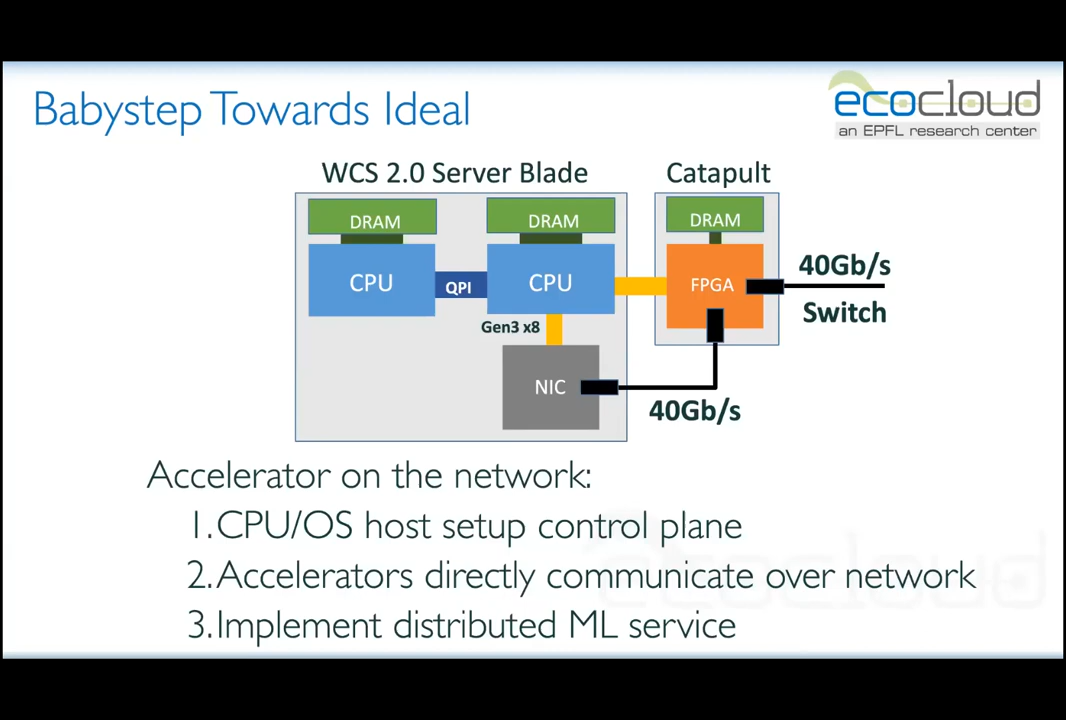 Babystep Towards Ideal
ecocloud
an EPFL research center
WCS 2.0 Server Blade
Catapult
DRAM
DRAM
DRAM
CPU
QPI
CPU
FPGA
40Gb/s
Switch
Gen3 x8
NIC
40Gb/s
Accelerator on the network:
1. CPU/OS host setup control plane
2. Accelerators directly communicate over network
3. Implement distributed ML service
ecocloud